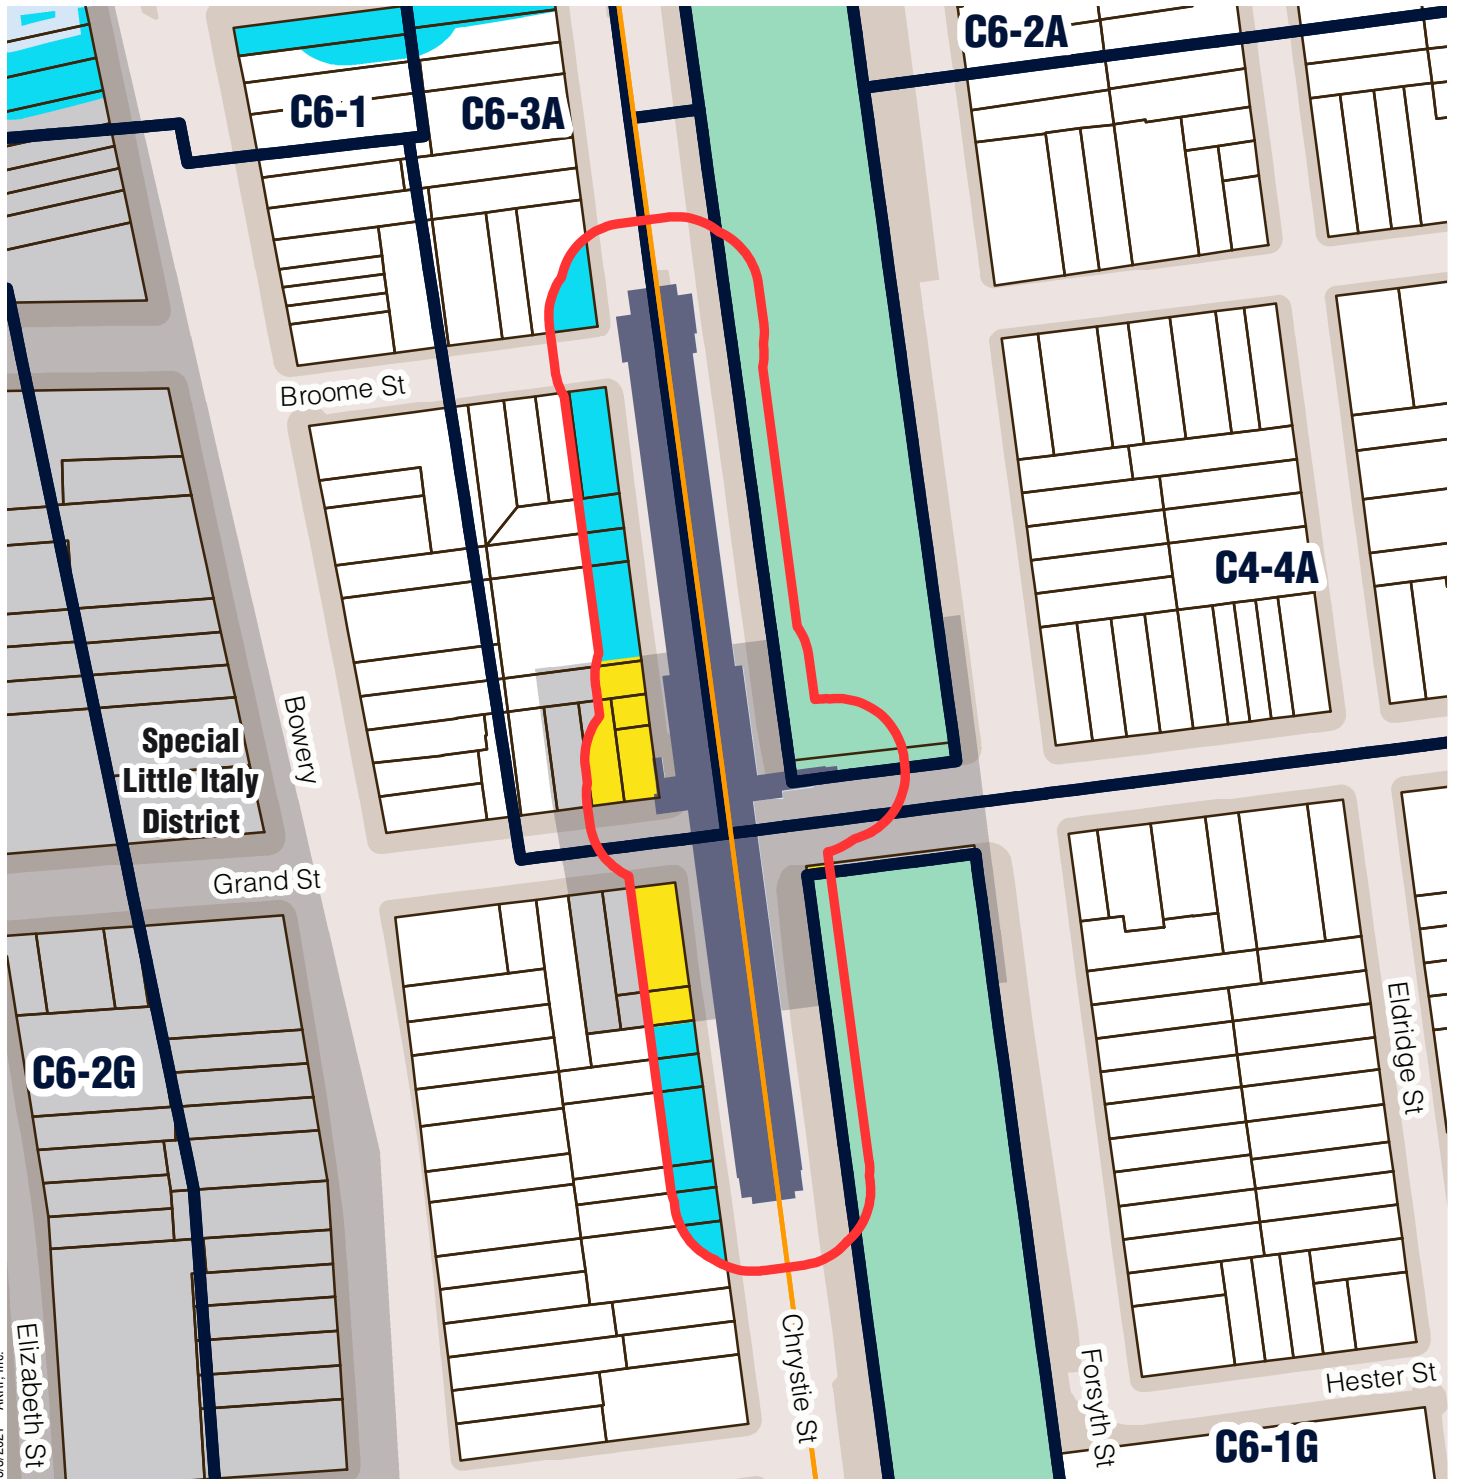 C6-2A
C6-1
C6-3A
Broome St
C4-4A
Bowery
Special
Little Italy
District
Grand St
C6-2G
Eldridge St
Elizabeth St
Chrystie St
Forsyth St
Hester St
C6-1G